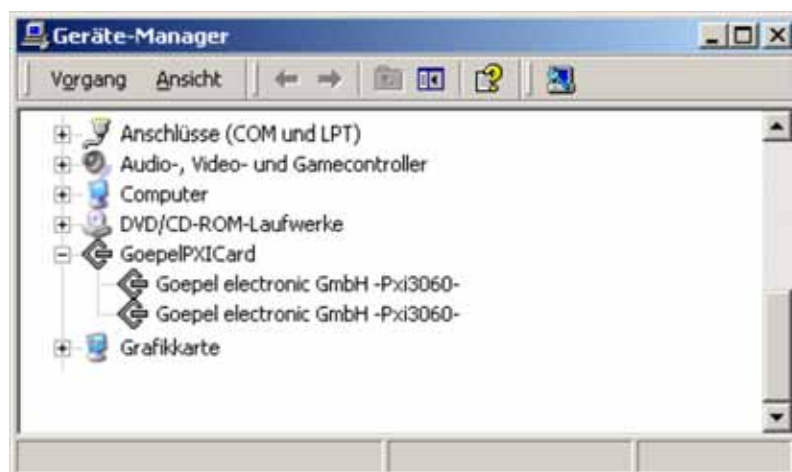 Geräte-Manager
Vorgang Ansicht
Anschlüsse (COM und LPT)
Audio-, Video- und Gamecontroller
Computer
DVD/CD-ROM-Laufwerke
GoepelPXICard
Goepel electronic GmbH -Pxi3060-
Goepel electronic GmbH -Pxi3060-
Grafikkarte